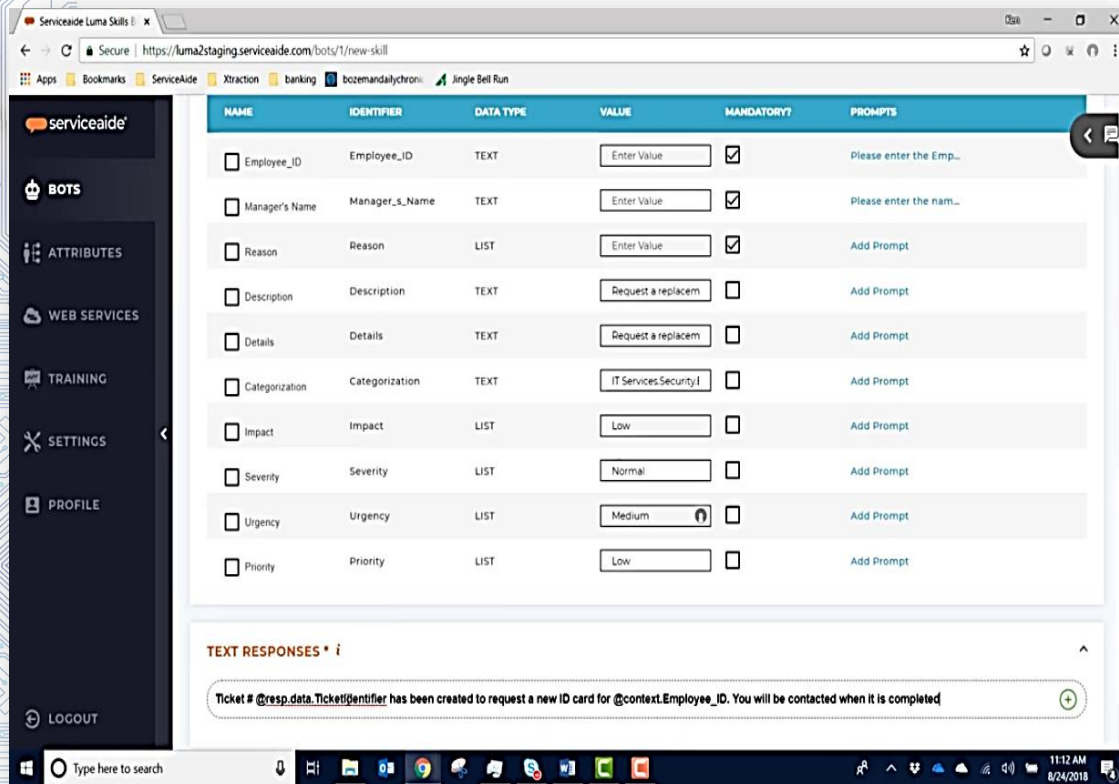 Serviceaide Luma Skills B x
Secure | https://luma2staging.serviceaide.com/bots/1/new-skill
Apps Bookmarks ServiceAide Xtraction banking bozemandailychronic Jingle Bell Run
serviceaide
BOTS
ATTRIBUTES
WEB SERVICES
TRAINING
SETTINGS
PROFILE
LOGOUT
NAME IDENTIFIER DATA TYPE VALUE MANDATORY? PROMPTS
Employee_ID Employee_ID TEXT Enter Value Please enter the Emp...
Manager's Name Manager_s_Name TEXT Enter Value Please enter the nam...
Reason Reason LIST Enter Value Add Prompt
Description Description TEXT Request a replacem Add Prompt
Details Details TEXT Request a replacem Add Prompt
Categorization Categorization TEXT IT Services.Security.I Add Prompt
Impact Impact LIST Low Add Prompt
Severity Severity LIST Normal Add Prompt
Urgency Urgency LIST Medium Add Prompt
Priority Priority LIST Low Add Prompt
TEXT RESPONSES * i
Ticket # @resp.data.TicketIdentifier has been created to request a new ID card for @context.Employee_ID. You will be contacted when it is completed
Type here to search
11:12 AM
8/24/2018